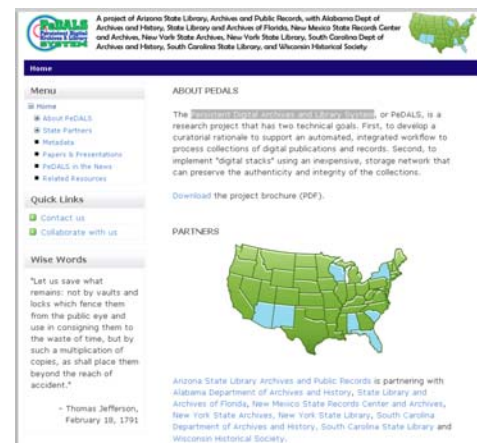 PeDALS
Persistent Digital
Archives & Library
SYSTEM
A project of Arizona State Library, Archives and Public Records, with Alabama Dept of
Archives and History, State Library and Archives of Florida, New Mexico State Records Center
and Archives, New York State Archives, New York State Library, South Carolina Dept of
Archives and History, South Carolina State Library, and Wisconsin Historical Society
Home
Menu
Home
About PeDALS
State Partners
Metadata
Papers & Presentations
PeDALS in the News
Related Resources
Quick Links
Contact us
Collaborate with us
Wise Words
"Let us save what
remains: not by vaults and
locks which fence them
from the public eye and
use in consigning them to
the waste of time, but by
such a multiplication of
copies, as shall place them
beyond the reach of
accident."
- Thomas Jefferson,
February 18, 1791
ABOUT PEDALS
The Persistent Digital Archives and Library System, or PeDALS, is a
research project that has two technical goals. First, to develop a
curatorial rationale to support an automated, integrated workflow to
process collections of digital publications and records. Second, to
implement "digital stacks" using an inexpensive, storage network that
can preserve the authenticity and integrity of the collections.
Download the project brochure (PDF).
PARTNERS
Arizona State Library Archives and Public Records is partnering with
Alabama Department of Archives and History, State Library and
Archives of Florida, New Mexico State Records Center and Archives,
New York State Archives, New York State Library, South Carolina
Department of Archives and History, South Carolina State Library and
Wisconsin Historical Society.